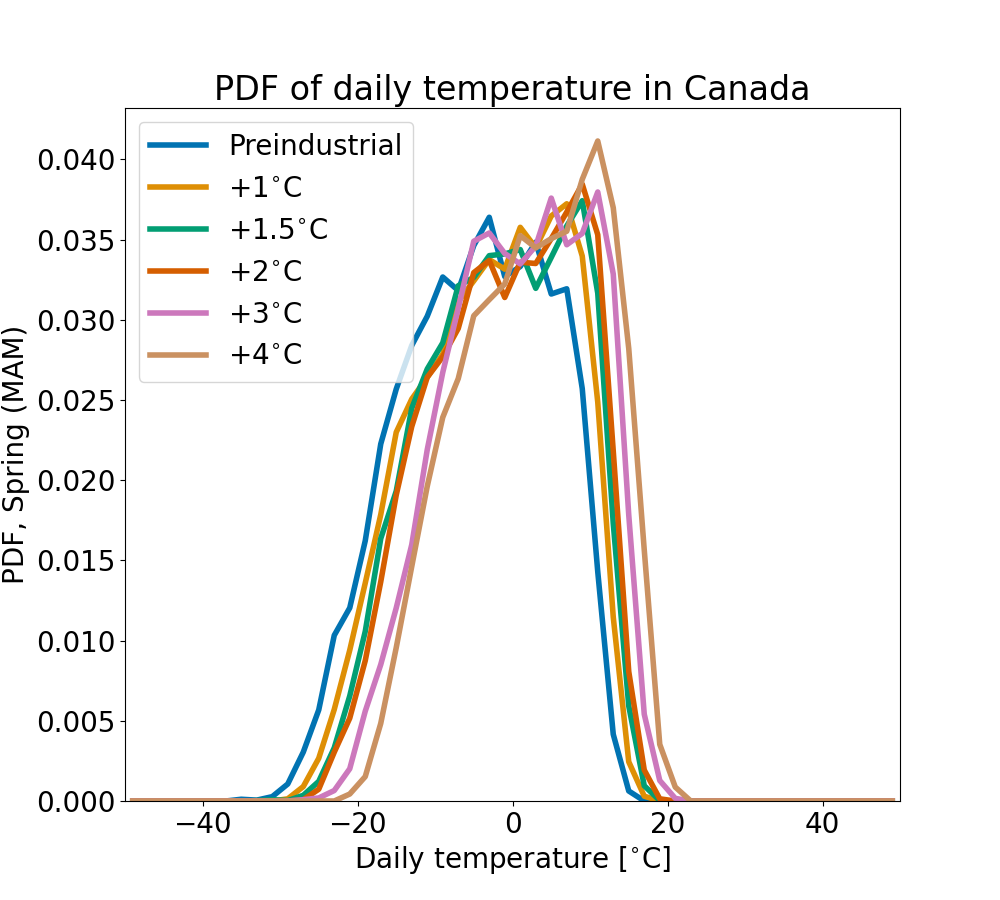 PDF of daily temperature in Canada
Preindustrial
+1°C
+1.5°C
+2°C
+3°C
+4°C
PDF, Spring (MAM)
0.040
0.035
0.030
0.025
0.020
0.015
0.010
0.005
0.000
−40 −20 0 20 40
Daily temperature [°C]